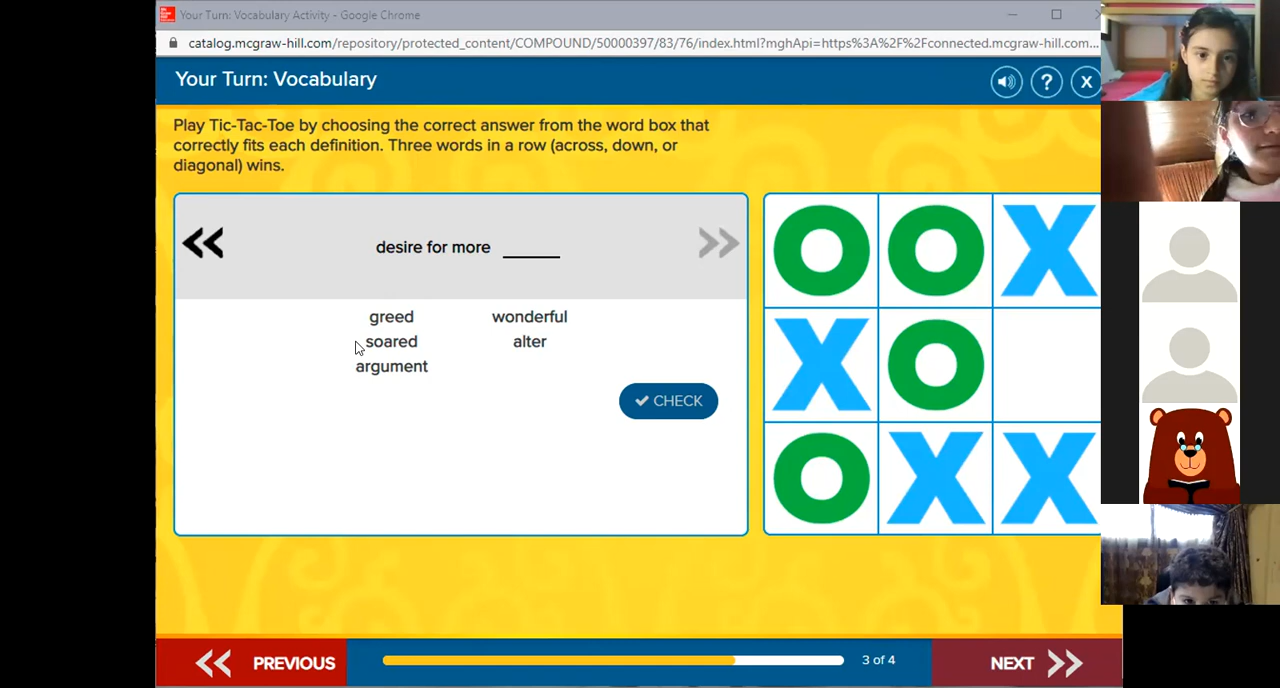 Your Turn: Vocabulary Activity - Google Chrome
catalog.mcgraw-hill.com/repository/protected_content/COMPOUND/50000397/83/76/index.html?mghApi=https%3A%2F%2Fconnected.mcgraw-hill.com...
Your Turn: Vocabulary
? X
Play Tic-Tac-Toe by choosing the correct answer from the word box that
correctly fits each definition. Three words in a row (across, down, or
diagonal) wins.
desire for more ______
greed wonderful
soared alter
argument
CHECK
O O X
X O
O X X
PREVIOUS
3 of 4
NEXT